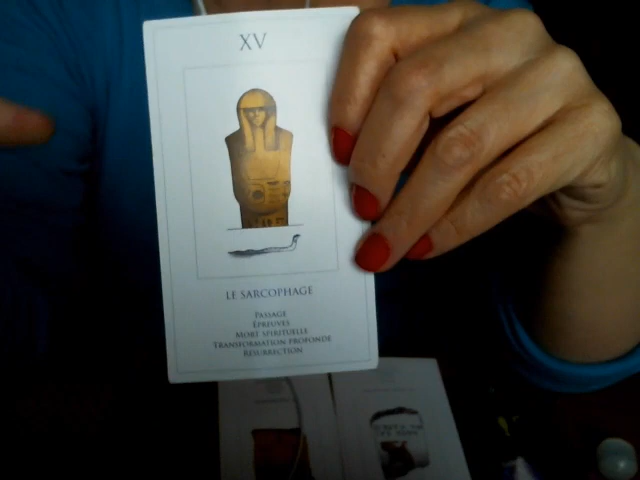 XV
LE SARCOPHAGE
PASSAGE
ÉPREUVES
MORT SPIRITUELLE
TRANSFORMATION PROFONDE
RÉSURRECTION